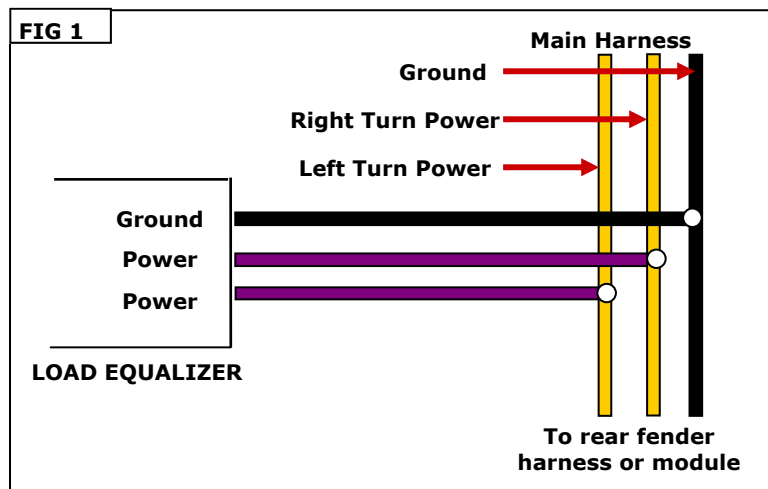 FIG 1
Main Harness
Ground
Right Turn Power
Left Turn Power
Ground
Power
Power
LOAD EQUALIZER
To rear fender
harness or module